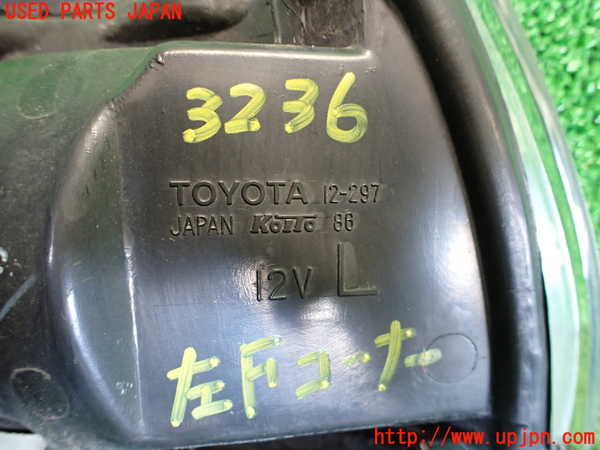 USED PARTS JAPAN
3236
TOYOTA 12-297
JAPAN Koito 86
12V L
左Fコーナー
http://www.upjpn.com/